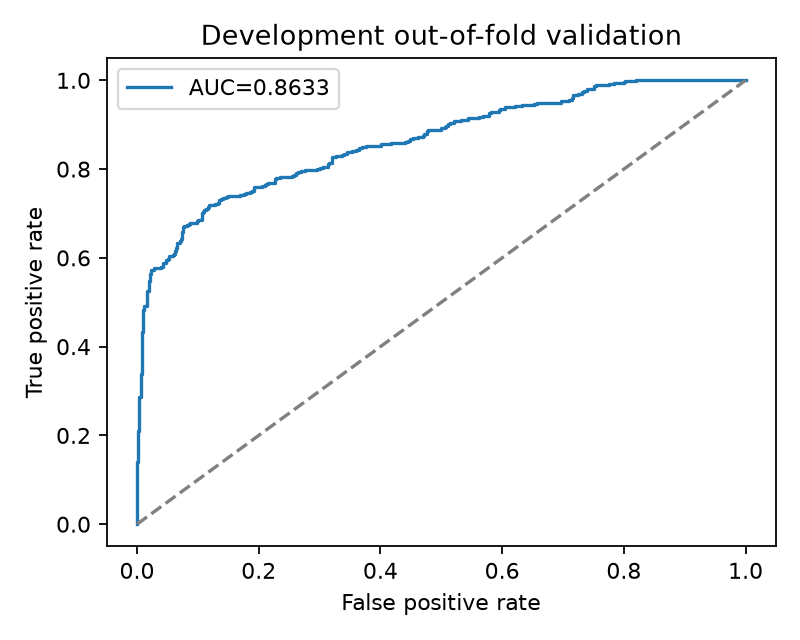 Development out-of-fold validation
AUC=0.8633
True positive rate
1.0
0.8
0.6
0.4
0.2
0.0
0.0 0.2 0.4 0.6 0.8 1.0
False positive rate